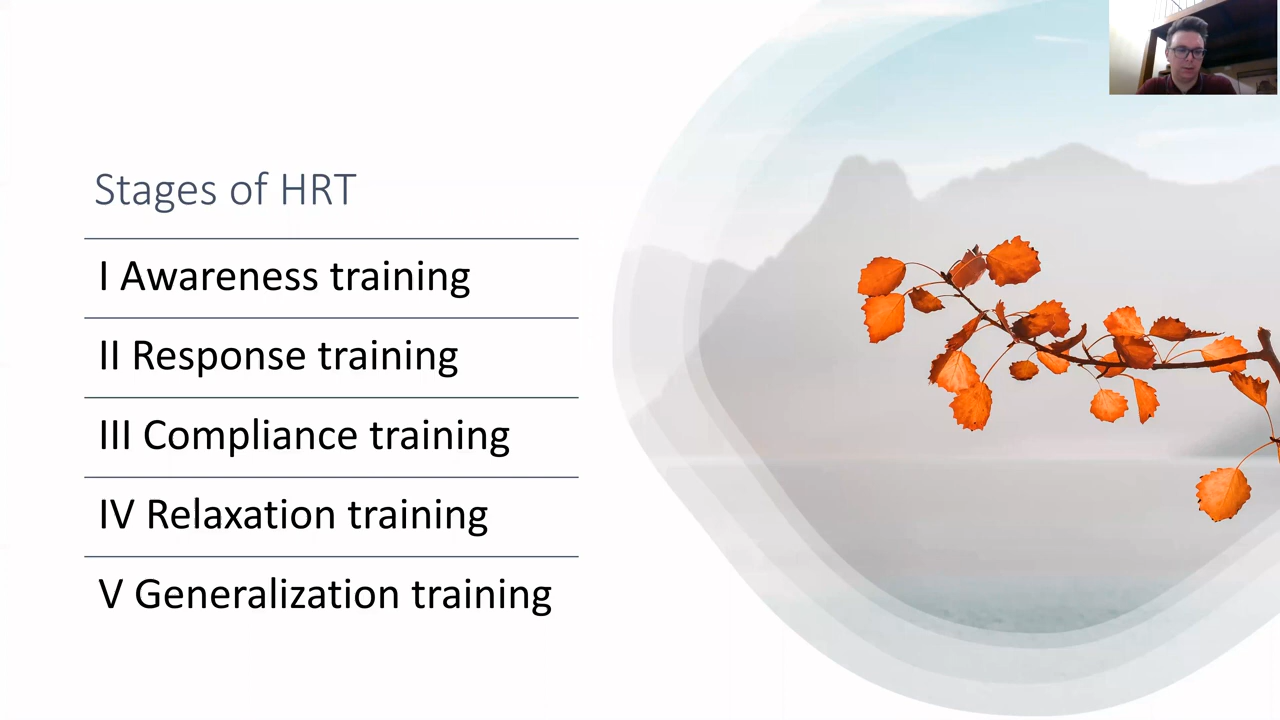 Stages of HRT
I Awareness training
II Response training
III Compliance training
IV Relaxation training
V Generalization training